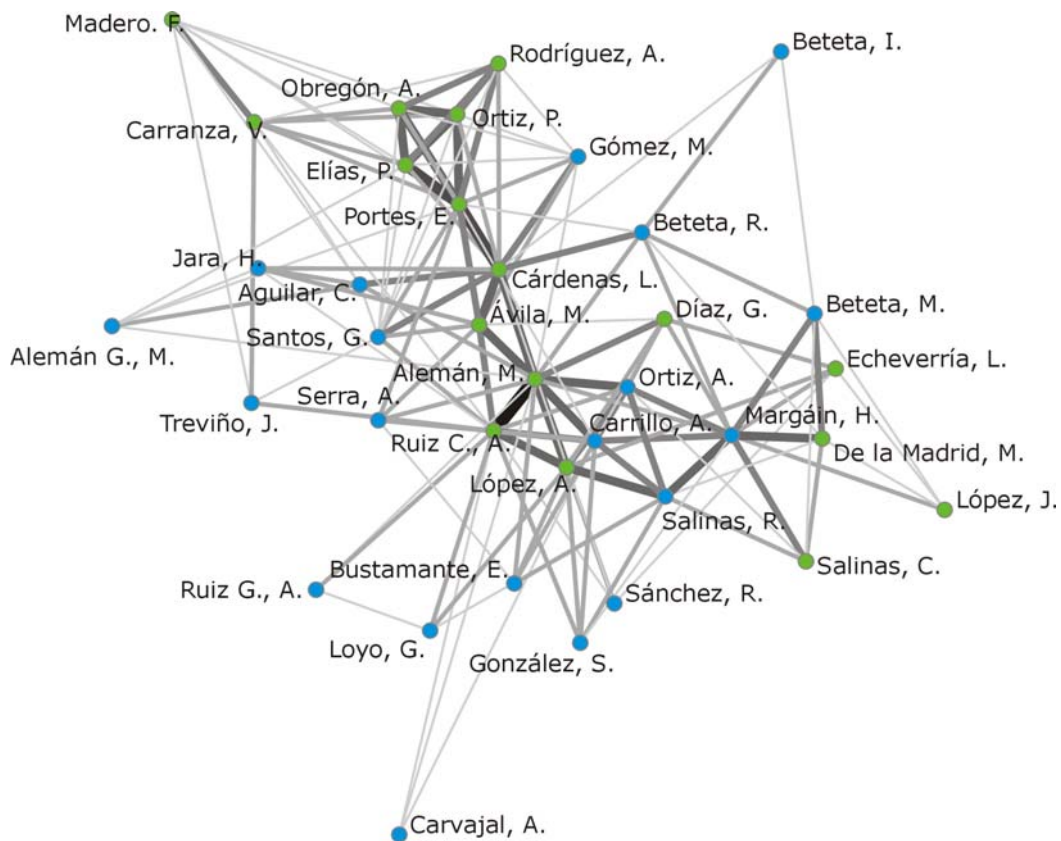 Madero. F.
Beteta, I.
Rodríguez, A.
Obregón, A.
Ortiz, P.
Carranza, V.
Gómez, M.
Elías, P.
Portes, E.
Beteta, R.
Jara, H.
Cárdenas, L.
Aguilar, C.
Díaz, G.
Beteta, M.
Ávila, M.
Santos, G.
Alemán G., M.
Echeverría, L.
Alemán, M.
Ortiz, A.
Serra, A.
Treviño, J.
Carrillo, A.
Margáin, H.
Ruiz C., A.
De la Madrid, M.
López, A.
López, J.
Salinas, R.
Salinas, C.
Bustamante, E.
Ruiz G., A.
Sánchez, R.
Loyo, G.
González, S.
Carvajal, A.